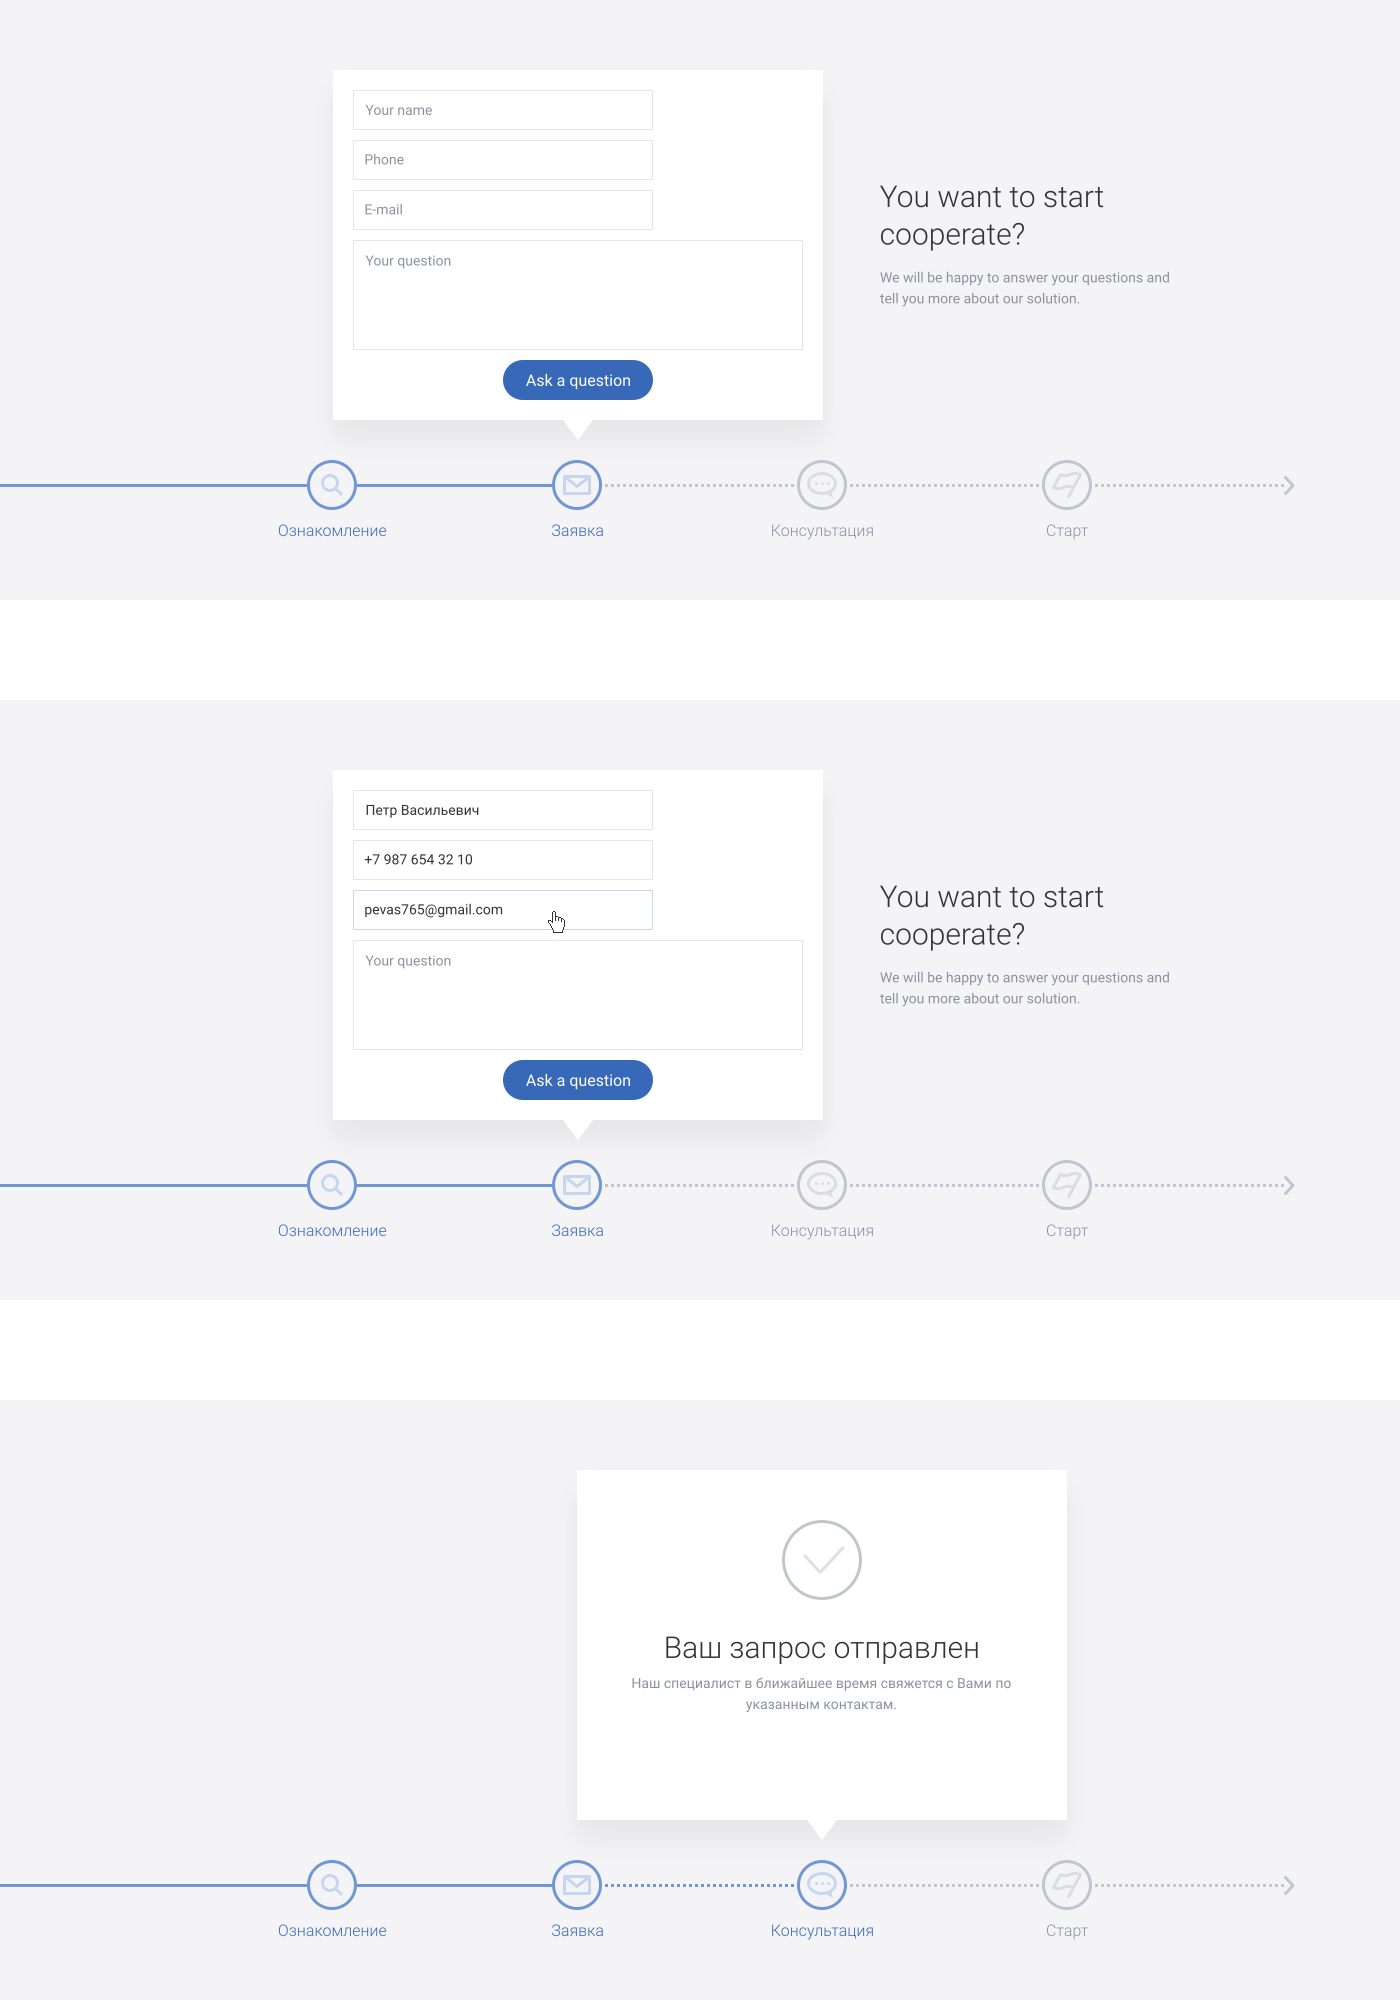 Your name
Phone
E-mail
Your question
Ask a question
You want to start
cooperate?
We will be happy to answer your questions and
tell you more about our solution.
Ознакомление
Заявка
Консультация
Старт
Петр Васильевич
+7 987 654 32 10
pevas765@gmail.com
Your question
Ask a question
You want to start
cooperate?
We will be happy to answer your questions and
tell you more about our solution.
Ознакомление
Заявка
Консультация
Старт
Ваш запрос отправлен
Наш специалист в ближайшее время свяжется с Вами по
указанным контактам.
Ознакомление
Заявка
Консультация
Старт